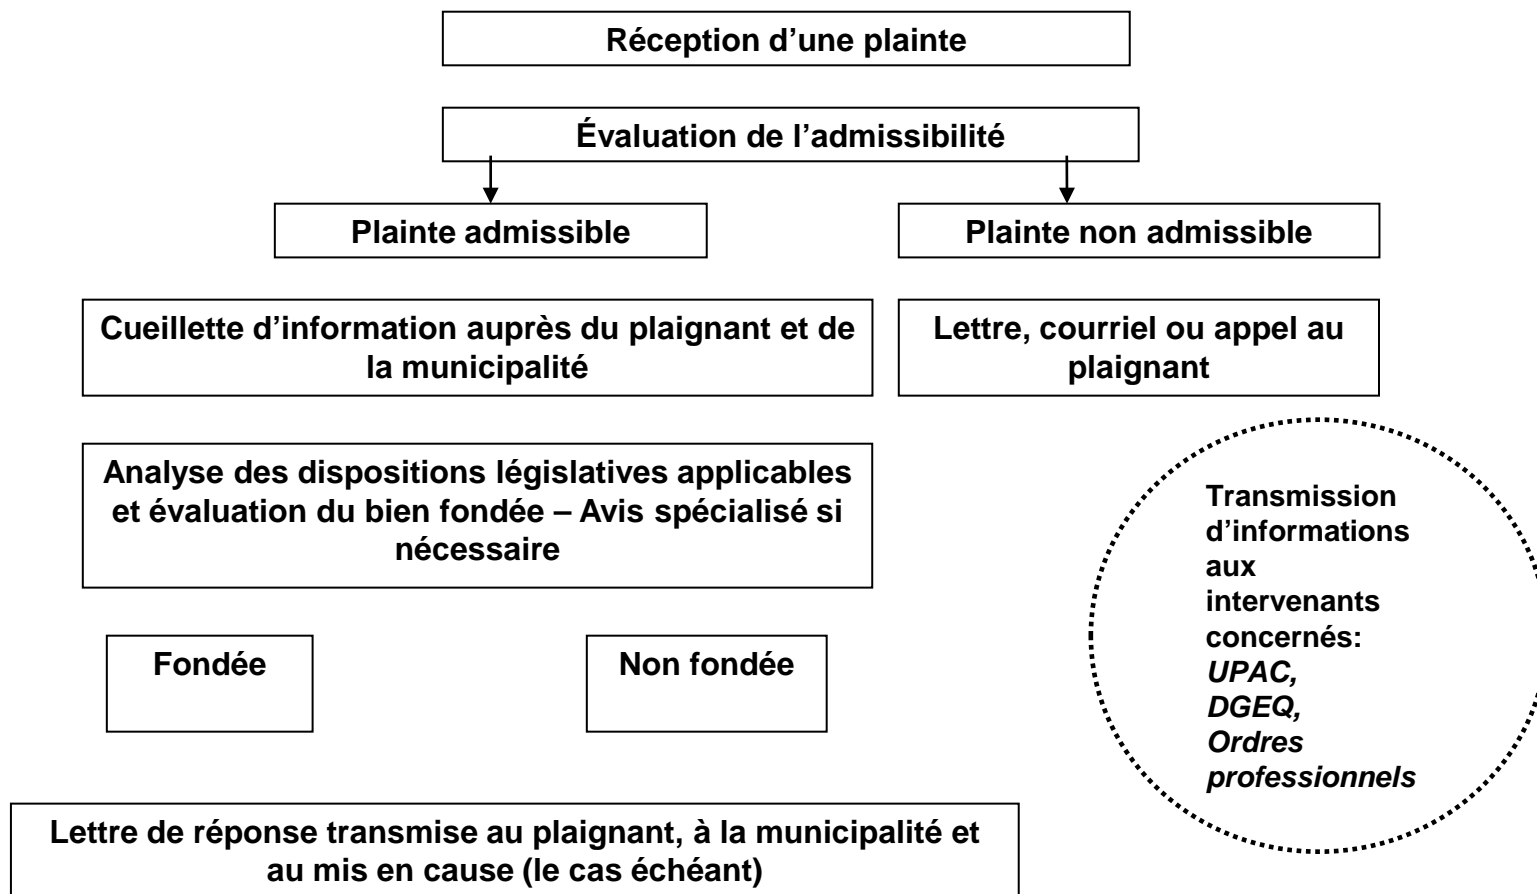 Réception d’une plainte
Évaluation de l’admissibilité
Plainte admissible
Plainte non admissible
Cueillette d’information auprès du plaignant et de
la municipalité
Lettre, courriel ou appel au
plaignant
Analyse des dispositions législatives applicables
et évaluation du bien fondée – Avis spécialisé si
nécessaire
Transmission
d’informations
aux
intervenants
concernés:
UPAC,
DGEQ,
Ordres
professionnels
Fondée
Non fondée
Lettre de réponse transmise au plaignant, à la municipalité et
au mis en cause (le cas échéant)